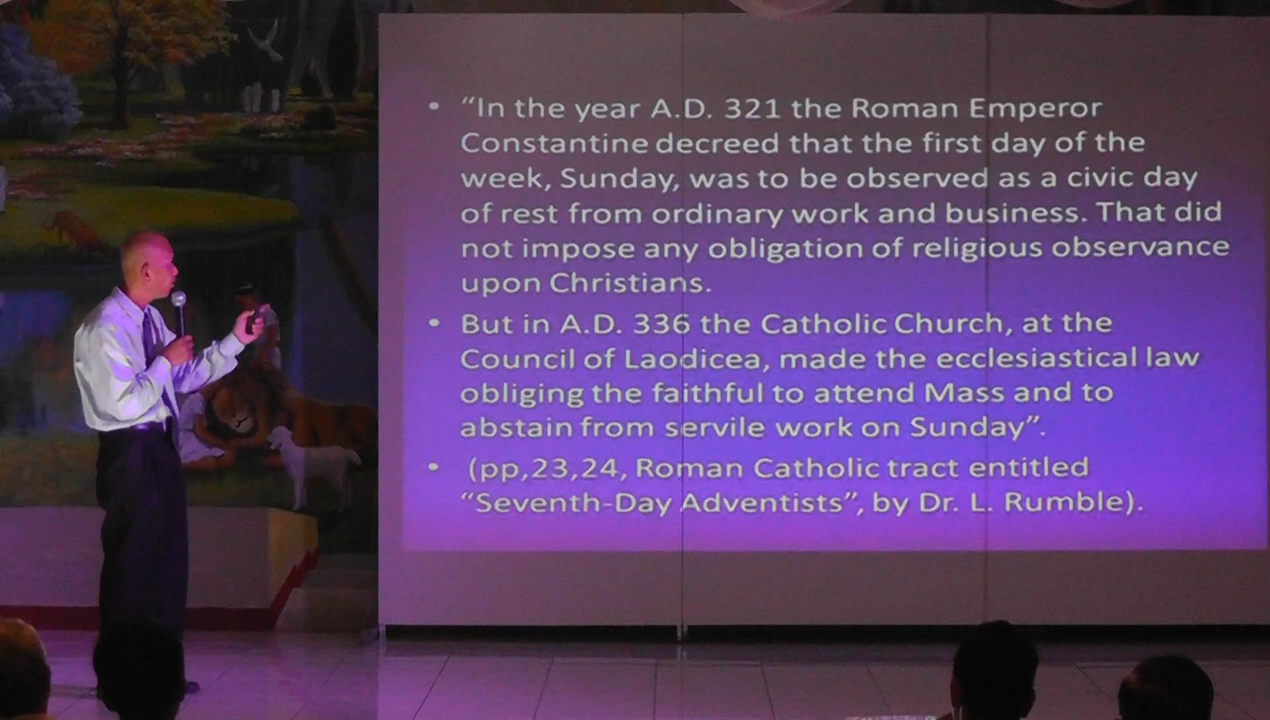 • “In the year A.D. 321 the Roman Emperor
Constantine decreed that the first day of the
week, Sunday, was to be observed as a civic day
of rest from ordinary work and business. That did
not impose any obligation of religious observance
upon Christians.
• But in A.D. 336 the Catholic Church, at the
Council of Laodicea, made the ecclesiastical law
obliging the faithful to attend Mass and to
abstain from servile work on Sunday”.
• (pp,23,24, Roman Catholic tract entitled
“Seventh-Day Adventists”, by Dr. L. Rumble).